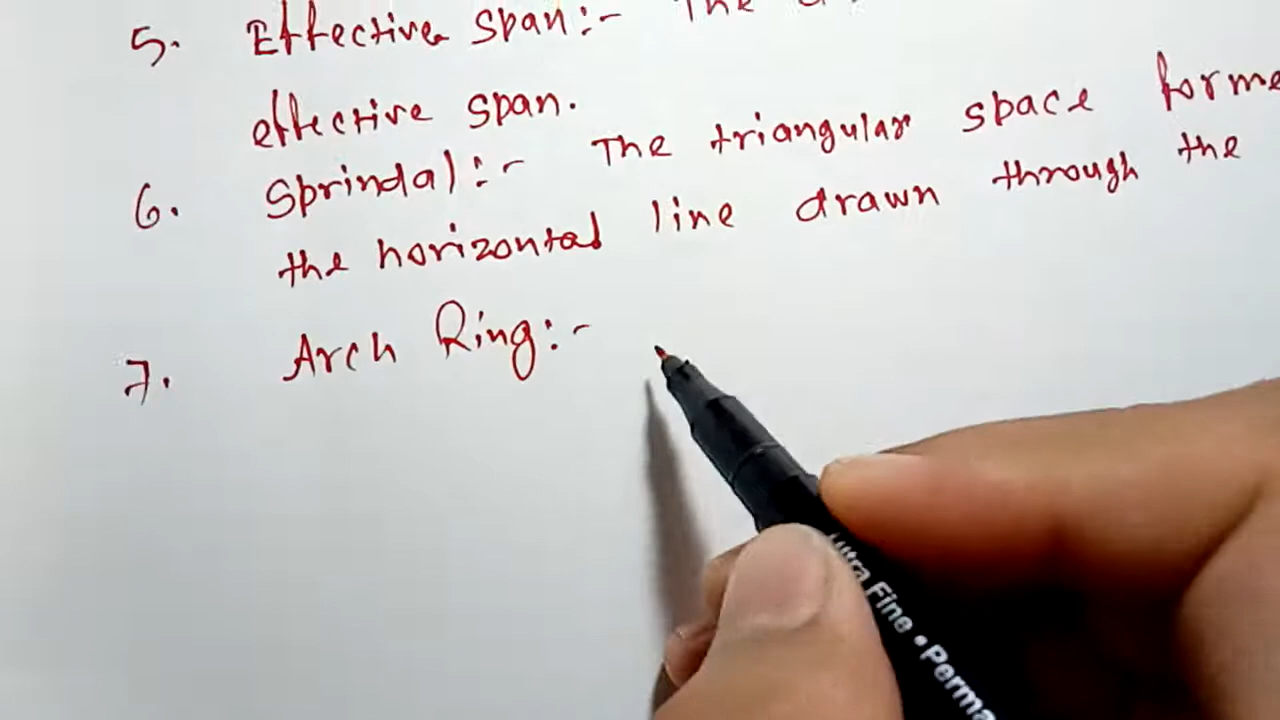 5. Effective span:- The
effective span.
6. Sprindal:- The triangular space forme
the horizontal line drawn through the
7. Arch Ring:-
Ultra Fine • Perma